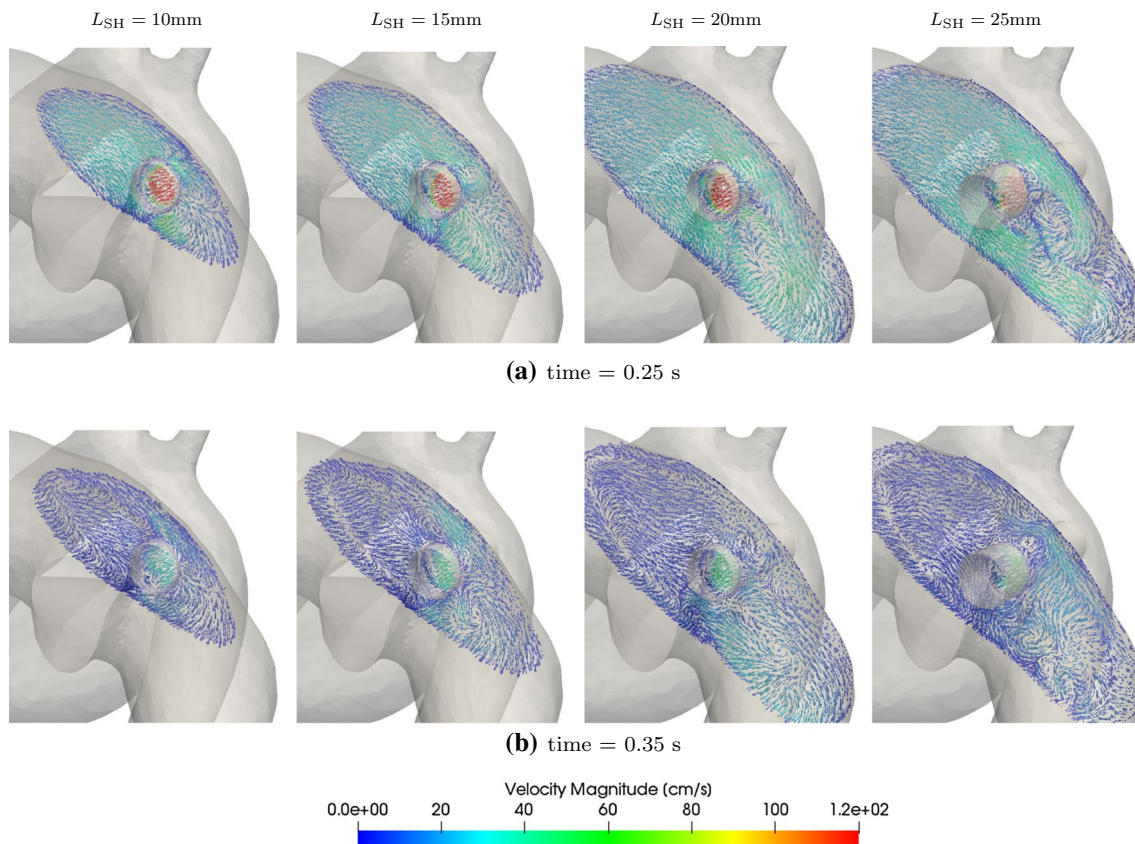 L_SH = 10mm L_SH = 15mm L_SH = 20mm L_SH = 25mm
(a) time = 0.25 s
(b) time = 0.35 s
Velocity Magnitude (cm/s)
0.0e+00 20 40 60 80 100 1.2e+02